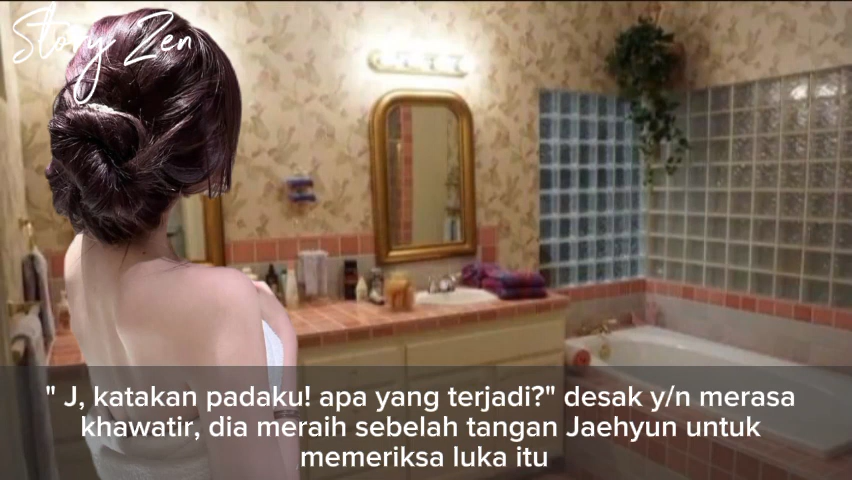 Story Zen
" J, katakan padaku! apa yang terjadi?" desak y/n merasa
khawatir, dia meraih sebelah tangan Jaehyun untuk
memeriksa luka itu